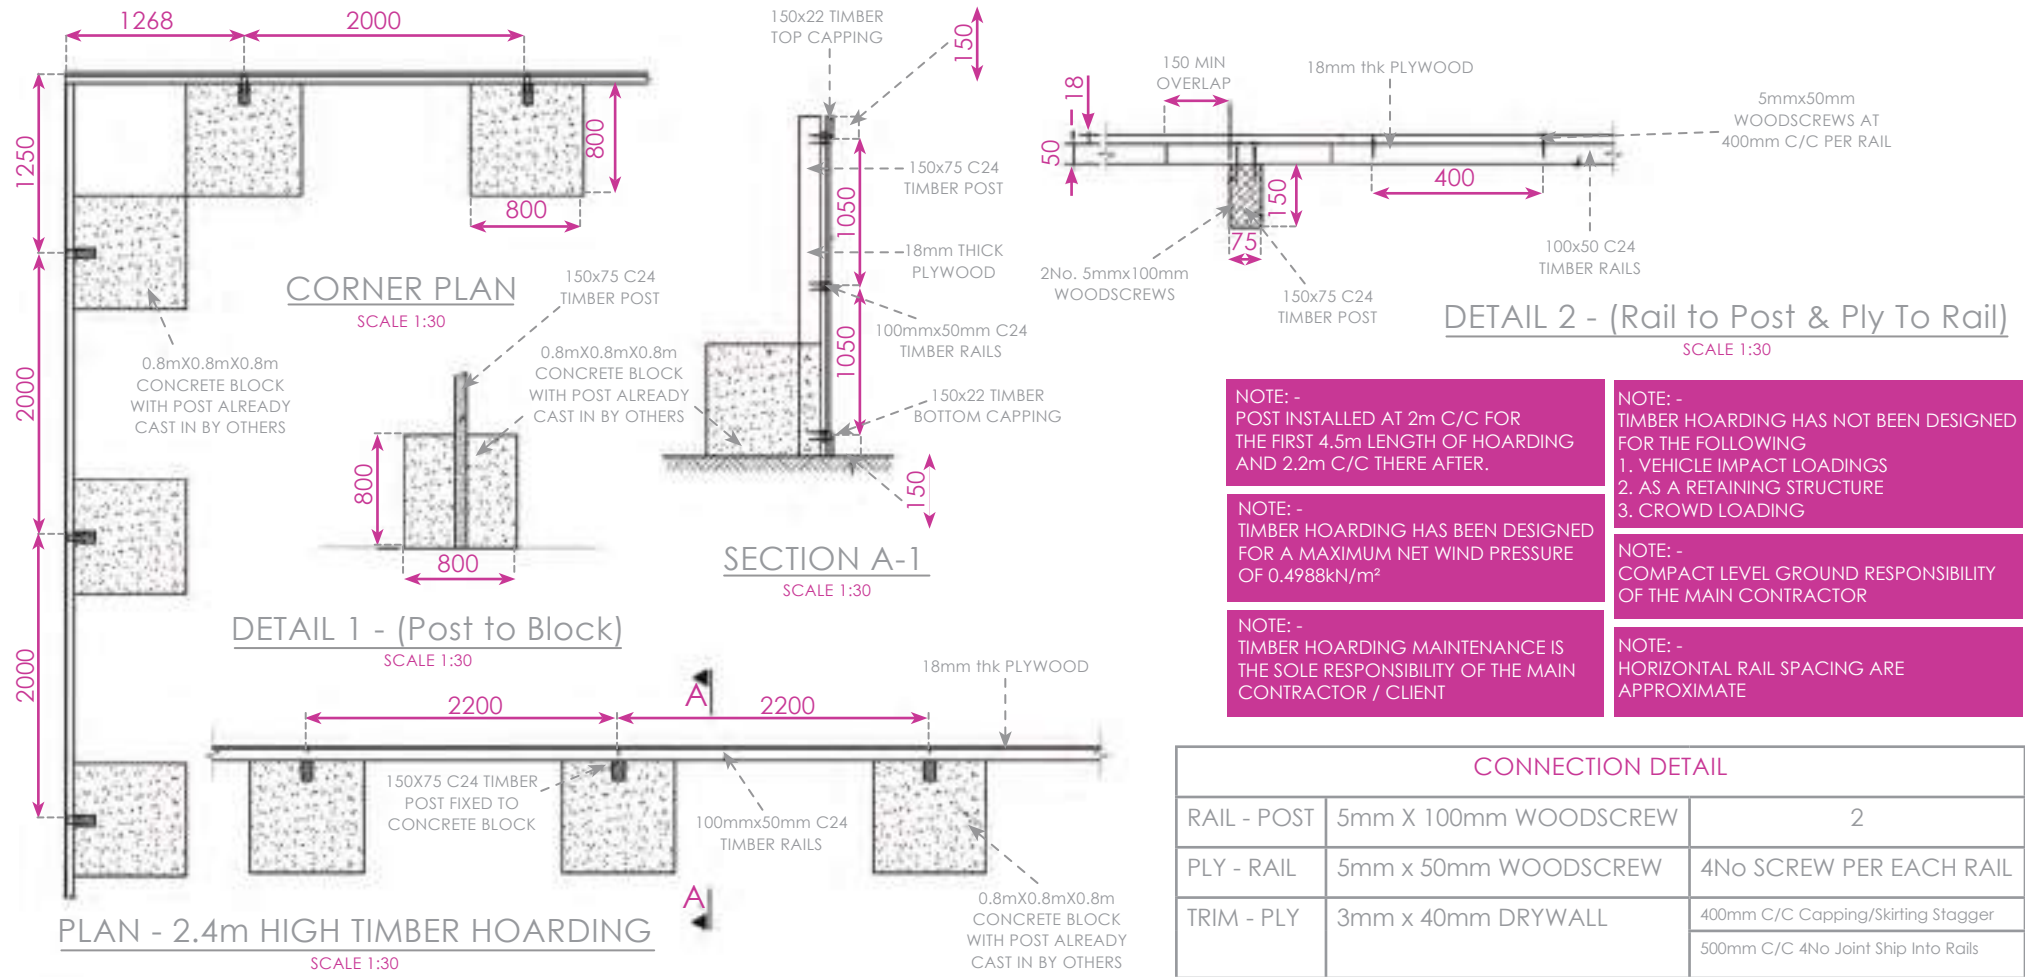 1268
2000
1250
2000
2000
800
800
CORNER PLAN
SCALE 1:30
0.8mX0.8mX0.8m
CONCRETE BLOCK
WITH POST ALREADY
CAST IN BY OTHERS
150x75 C24
TIMBER POST
0.8mX0.8mX0.8m
CONCRETE BLOCK
WITH POST ALREADY
CAST IN BY OTHERS
800
800
DETAIL 1 - (Post to Block)
SCALE 1:30
150x22 TIMBER
TOP CAPPING
150
150x75 C24
TIMBER POST
1050
18mm THICK
PLYWOOD
100mmx50mm C24
TIMBER RAILS
1050
150x22 TIMBER
BOTTOM CAPPING
150
SECTION A-1
SCALE 1:30
150 MIN
OVERLAP
18mm thk PLYWOOD
5mmx50mm
WOODSCREWS AT
400mm C/C PER RAIL
18
50
400
150
75
2No. 5mmx100mm
WOODSCREWS
150x75 C24
TIMBER POST
100x50 C24
TIMBER RAILS
DETAIL 2 - (Rail to Post & Ply To Rail)
SCALE 1:30
NOTE: -
POST INSTALLED AT 2m C/C FOR
THE FIRST 4.5m LENGTH OF HOARDING
AND 2.2m C/C THERE AFTER.
NOTE: -
TIMBER HOARDING HAS BEEN DESIGNED
FOR A MAXIMUM NET WIND PRESSURE
OF 0.4988kN/m²
NOTE: -
TIMBER HOARDING MAINTENANCE IS
THE SOLE RESPONSIBILITY OF THE MAIN
CONTRACTOR / CLIENT
NOTE: -
TIMBER HOARDING HAS NOT BEEN DESIGNED
FOR THE FOLLOWING
1. VEHICLE IMPACT LOADINGS
2. AS A RETAINING STRUCTURE
3. CROWD LOADING
NOTE: -
COMPACT LEVEL GROUND RESPONSIBILITY
OF THE MAIN CONTRACTOR
NOTE: -
HORIZONTAL RAIL SPACING ARE
APPROXIMATE
A
18mm thk PLYWOOD
2200
2200
150X75 C24 TIMBER
POST FIXED TO
CONCRETE BLOCK
100mmx50mm C24
TIMBER RAILS
0.8mX0.8mX0.8m
CONCRETE BLOCK
WITH POST ALREADY
CAST IN BY OTHERS
A
PLAN - 2.4m HIGH TIMBER HOARDING
SCALE 1:30
CONNECTION DETAIL
RAIL - POST 5mm X 100mm WOODSCREW 2
PLY - RAIL 5mm x 50mm WOODSCREW 4No SCREW PER EACH RAIL
TRIM - PLY 3mm x 40mm DRYWALL 400mm C/C Capping/Skirting Stagger
500mm C/C 4No Joint Ship Into Rails